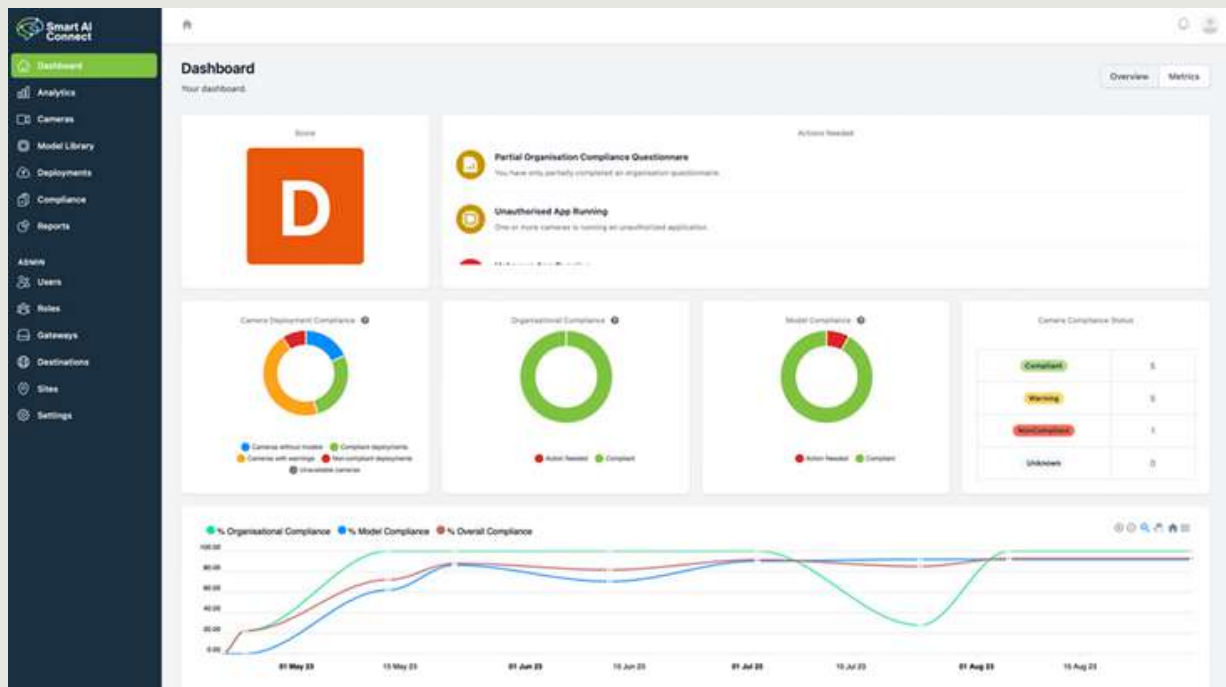 Smart AI
Connect
Dashboard
Analytics
Cameras
Model Library
Deployments
Compliance
Reports
ADMIN
Users
Roles
Gateways
Destinations
Sites
Settings
Dashboard
Your dashboard.
Overview Metrics
Score
D
Actions Needed
Partial Organisation Compliance Questionnare
You have only partially completed an organisation questionnaire.
Unauthorised App Running
One or more cameras is running an unauthorized application.
Camera Deployment Compliance
Cameras without models Compliant deployments
Cameras with warnings Non-compliant deployments
Unavailable cameras
Organisational Compliance
Action Needed Compliant
Model Compliance
Action Needed Compliant
Camera Compliance Status
Compliant 5
Warning 5
NonCompliant 1
Unknown 0
% Organisational Compliance % Model Compliance % Overall Compliance
100.00
80.00
60.00
40.00
20.00
0.00
01 May 23 15 May 23 01 Jun 23 15 Jun 23 01 Jul 23 15 Jul 23 01 Aug 23 15 Aug 23